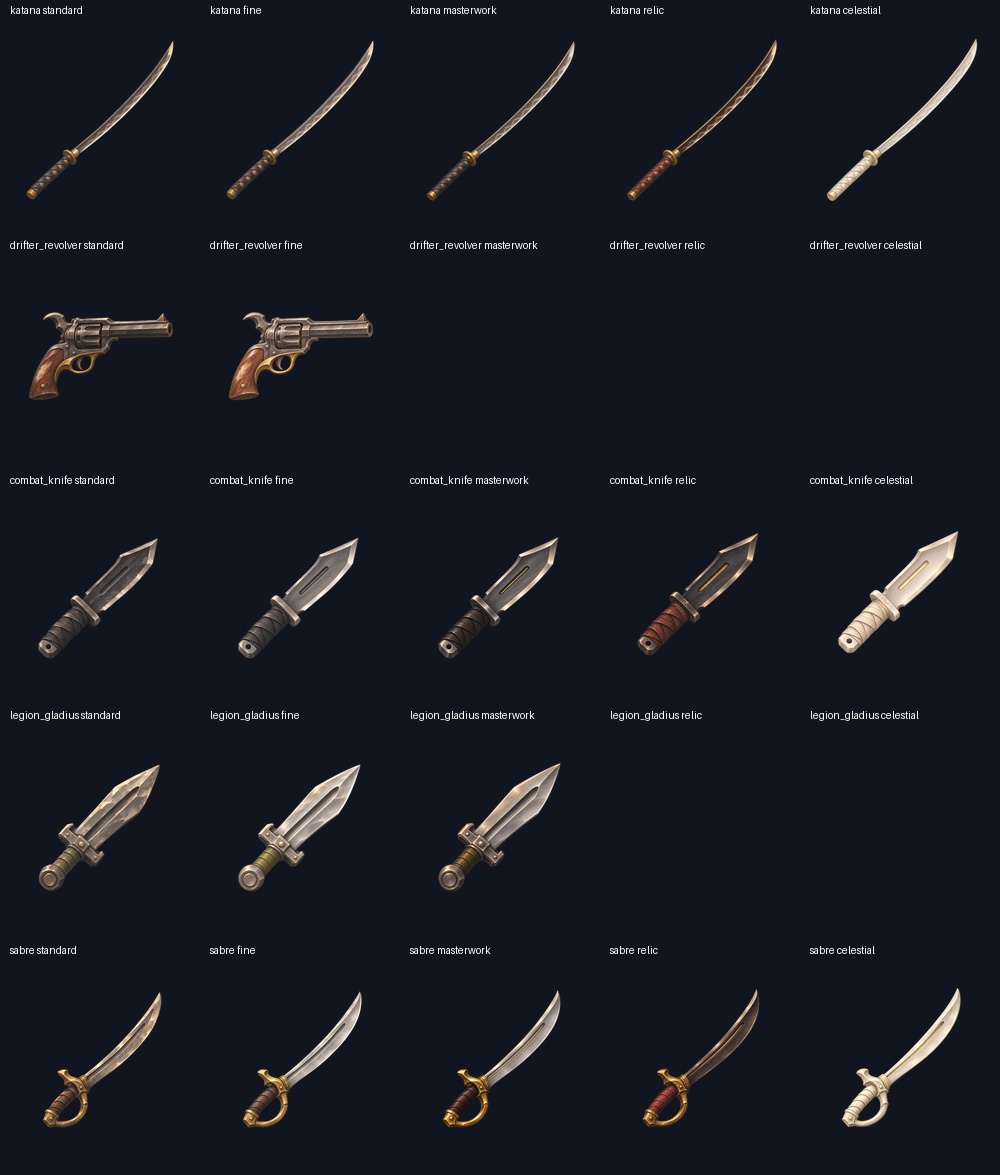 katana standard
katana fine
katana masterwork
katana relic
katana celestial
drifter_revolver standard
drifter_revolver fine
drifter_revolver masterwork
drifter_revolver relic
drifter_revolver celestial
combat_knife standard
combat_knife fine
combat_knife masterwork
combat_knife relic
combat_knife celestial
legion_gladius standard
legion_gladius fine
legion_gladius masterwork
legion_gladius relic
legion_gladius celestial
sabre standard
sabre fine
sabre masterwork
sabre relic
sabre celestial